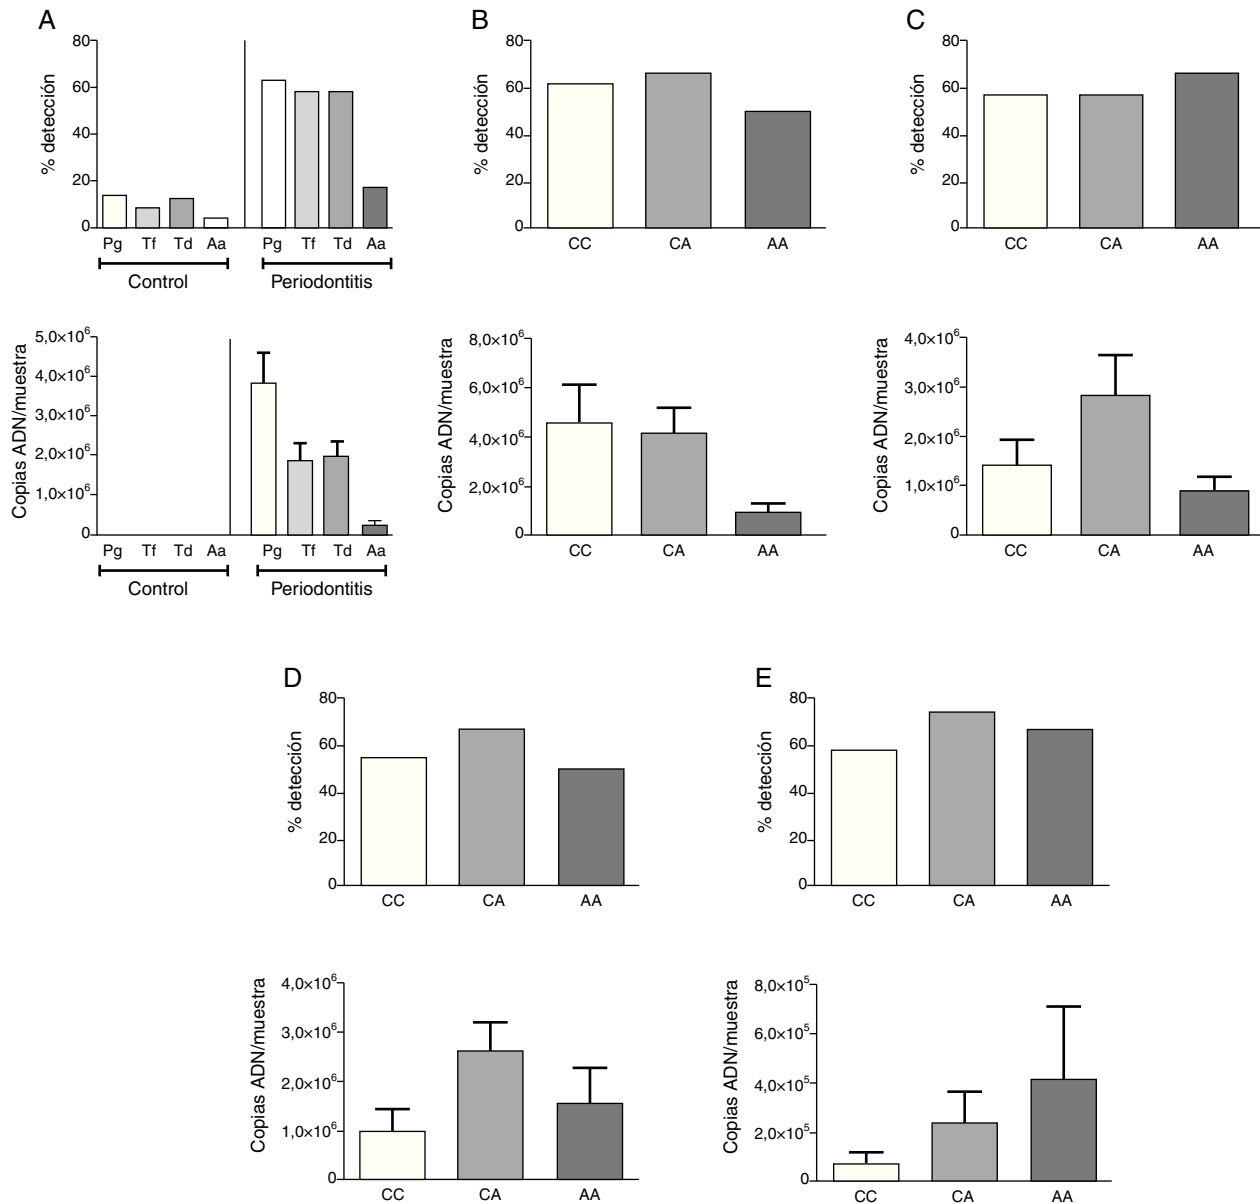 A
% detección
80
60
40
20
0
Pg Tf Td Aa Pg Tf Td Aa
Control Periodontitis
Copias ADN/muestra
5,0×10⁶
4,0×10⁶
3,0×10⁶
2,0×10⁶
1,0×10⁶
0
Pg Tf Td Aa Pg Tf Td Aa
Control Periodontitis
B
% detección
80
60
40
20
0
CC CA AA
Copias ADN/muestra
8,0×10⁶
6,0×10⁶
4,0×10⁶
2,0×10⁶
0
CC CA AA
C
% detección
80
60
40
20
0
CC CA AA
Copias ADN/muestra
4,0×10⁶
3,0×10⁶
2,0×10⁶
1,0×10⁶
0
CC CA AA
D
% detección
80
60
40
20
0
CC CA AA
Copias ADN/muestra
4,0×10⁶
3,0×10⁶
2,0×10⁶
1,0×10⁶
0
CC CA AA
E
% detección
80
60
40
20
0
CC CA AA
Copias ADN/muestra
8,0×10⁵
6,0×10⁵
4,0×10⁵
2,0×10⁵
0
CC CA AA